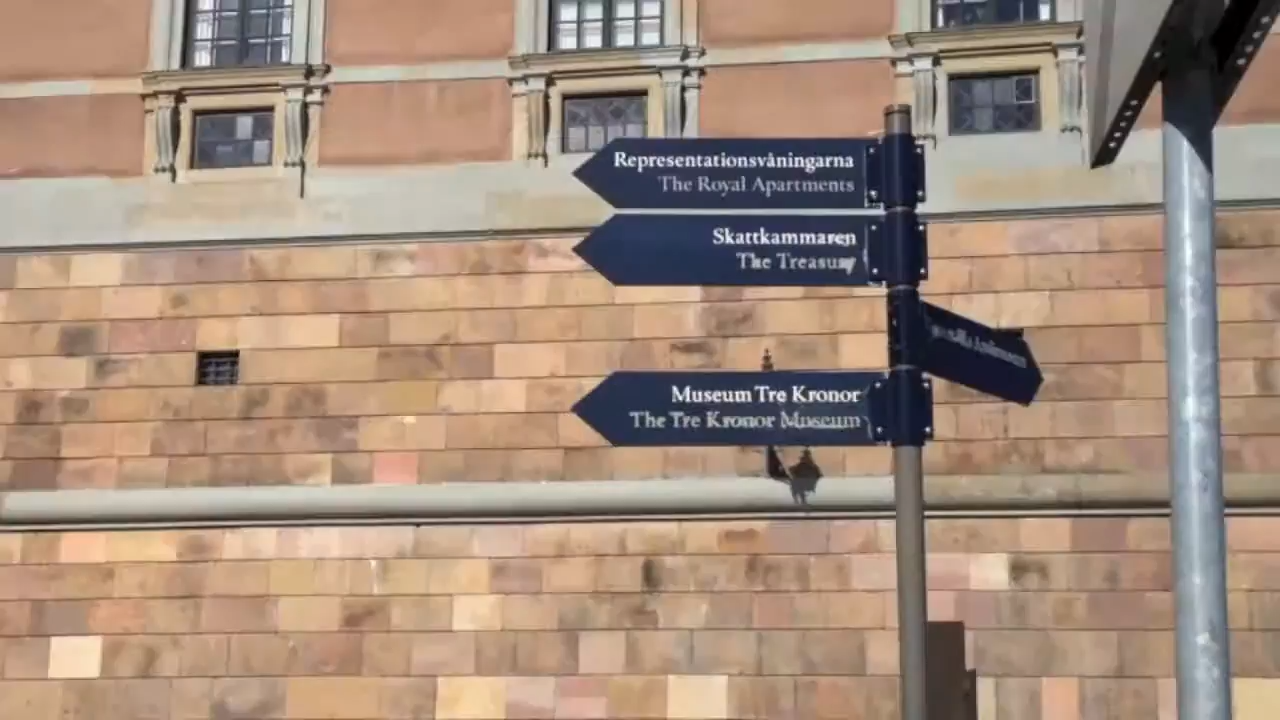 Representationsvåningarna
The Royal Apartments
Skattkammaren
The Treasury
Museum Tre Kronor
The Tre Kronor Museum